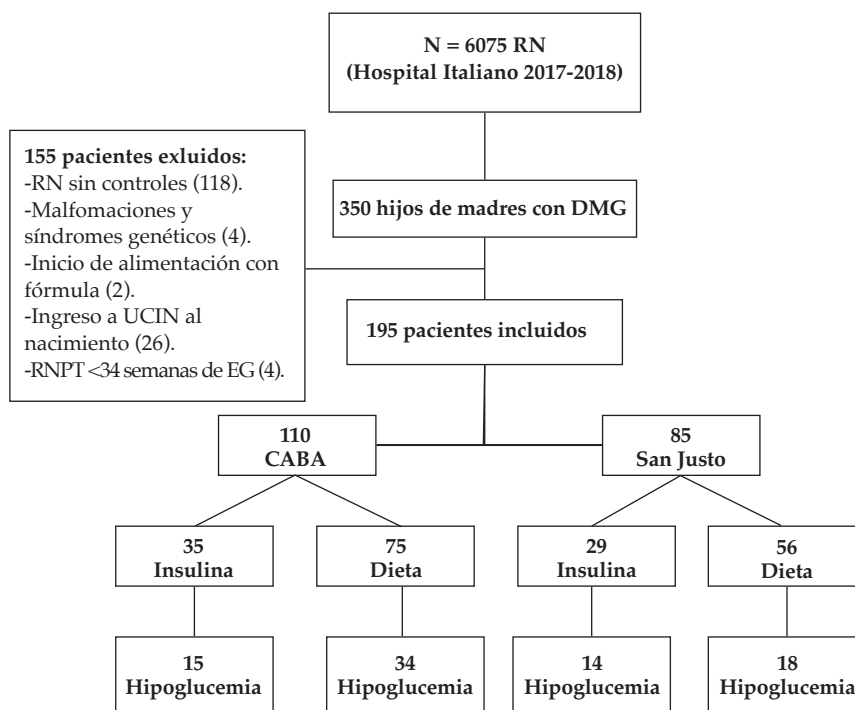 N = 6075 RN
(Hospital Italiano 2017-2018)
155 pacientes exluidos:
-RN sin controles (118).
-Malfomaciones y
síndromes genéticos (4).
-Inicio de alimentación con
fórmula (2).
-Ingreso a UCIN al
nacimiento (26).
-RNPT <34 semanas de EG (4).
350 hijos de madres con DMG
195 pacientes incluidos
110
CABA
85
San Justo
35
Insulina
75
Dieta
29
Insulina
56
Dieta
15
Hipoglucemia
34
Hipoglucemia
14
Hipoglucemia
18
Hipoglucemia